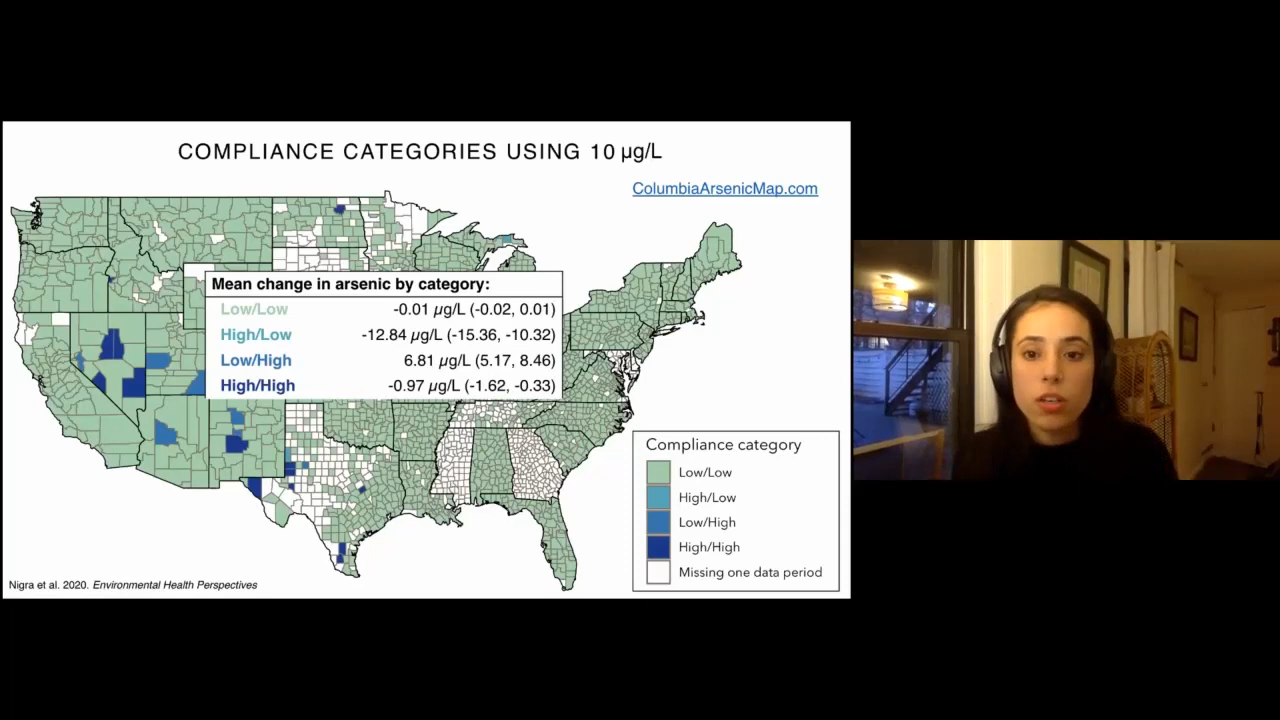 COMPLIANCE CATEGORIES USING 10 µg/L
ColumbiaArsenicMap.com
Mean change in arsenic by category:
Low/Low -0.01 µg/L (-0.02, 0.01)
High/Low -12.84 µg/L (-15.36, -10.32)
Low/High 6.81 µg/L (5.17, 8.46)
High/High -0.97 µg/L (-1.62, -0.33)
Compliance category
Low/Low
High/Low
Low/High
High/High
Missing one data period
Nigra et al. 2020. Environmental Health Perspectives